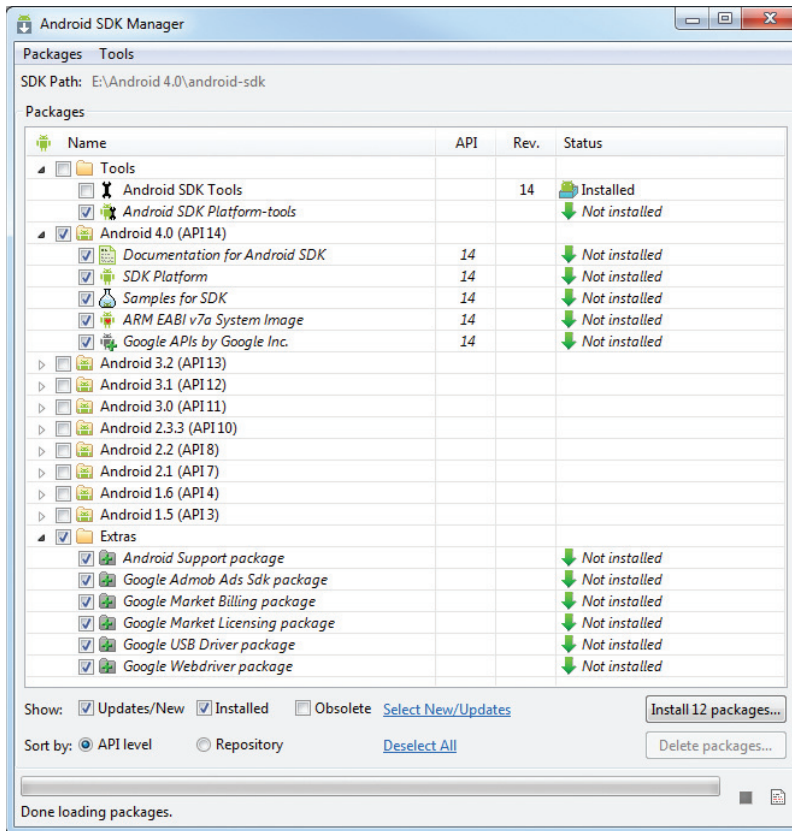 Android SDK Manager
Packages Tools
SDK Path: E:\Android 4.0\android-sdk
Packages
Name API Rev. Status
Tools
Android SDK Tools 14 Installed
Android SDK Platform-tools Not installed
Android 4.0 (API 14)
Documentation for Android SDK 14 Not installed
SDK Platform 14 Not installed
Samples for SDK 14 Not installed
ARM EABI v7a System Image 14 Not installed
Google APIs by Google Inc. 14 Not installed
Android 3.2 (API 13)
Android 3.1 (API 12)
Android 3.0 (API 11)
Android 2.3.3 (API 10)
Android 2.2 (API 8)
Android 2.1 (API 7)
Android 1.6 (API 4)
Android 1.5 (API 3)
Extras
Android Support package Not installed
Google Admob Ads Sdk package Not installed
Google Market Billing package Not installed
Google Market Licensing package Not installed
Google USB Driver package Not installed
Google Webdriver package Not installed
Show: Updates/New Installed Obsolete Select New/Updates Install 12 packages...
Sort by: API level Repository Deselect All Delete packages...
Done loading packages.